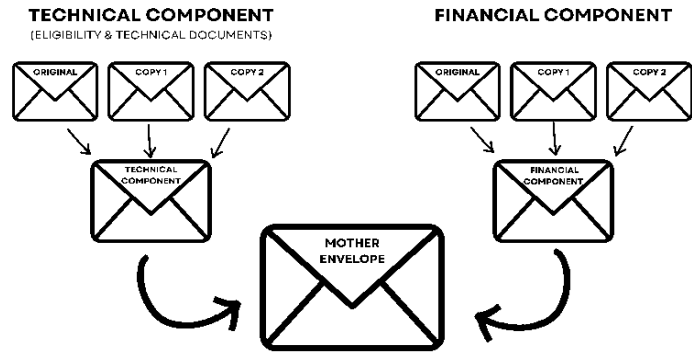 TECHNICAL COMPONENT
(ELIGIBILITY & TECHNICAL DOCUMENTS)
ORIGINAL
COPY 1
COPY 2
TECHNICAL
COMPONENT
FINANCIAL COMPONENT
ORIGINAL
COPY 1
COPY 2
FINANCIAL
COMPONENT
MOTHER
ENVELOPE